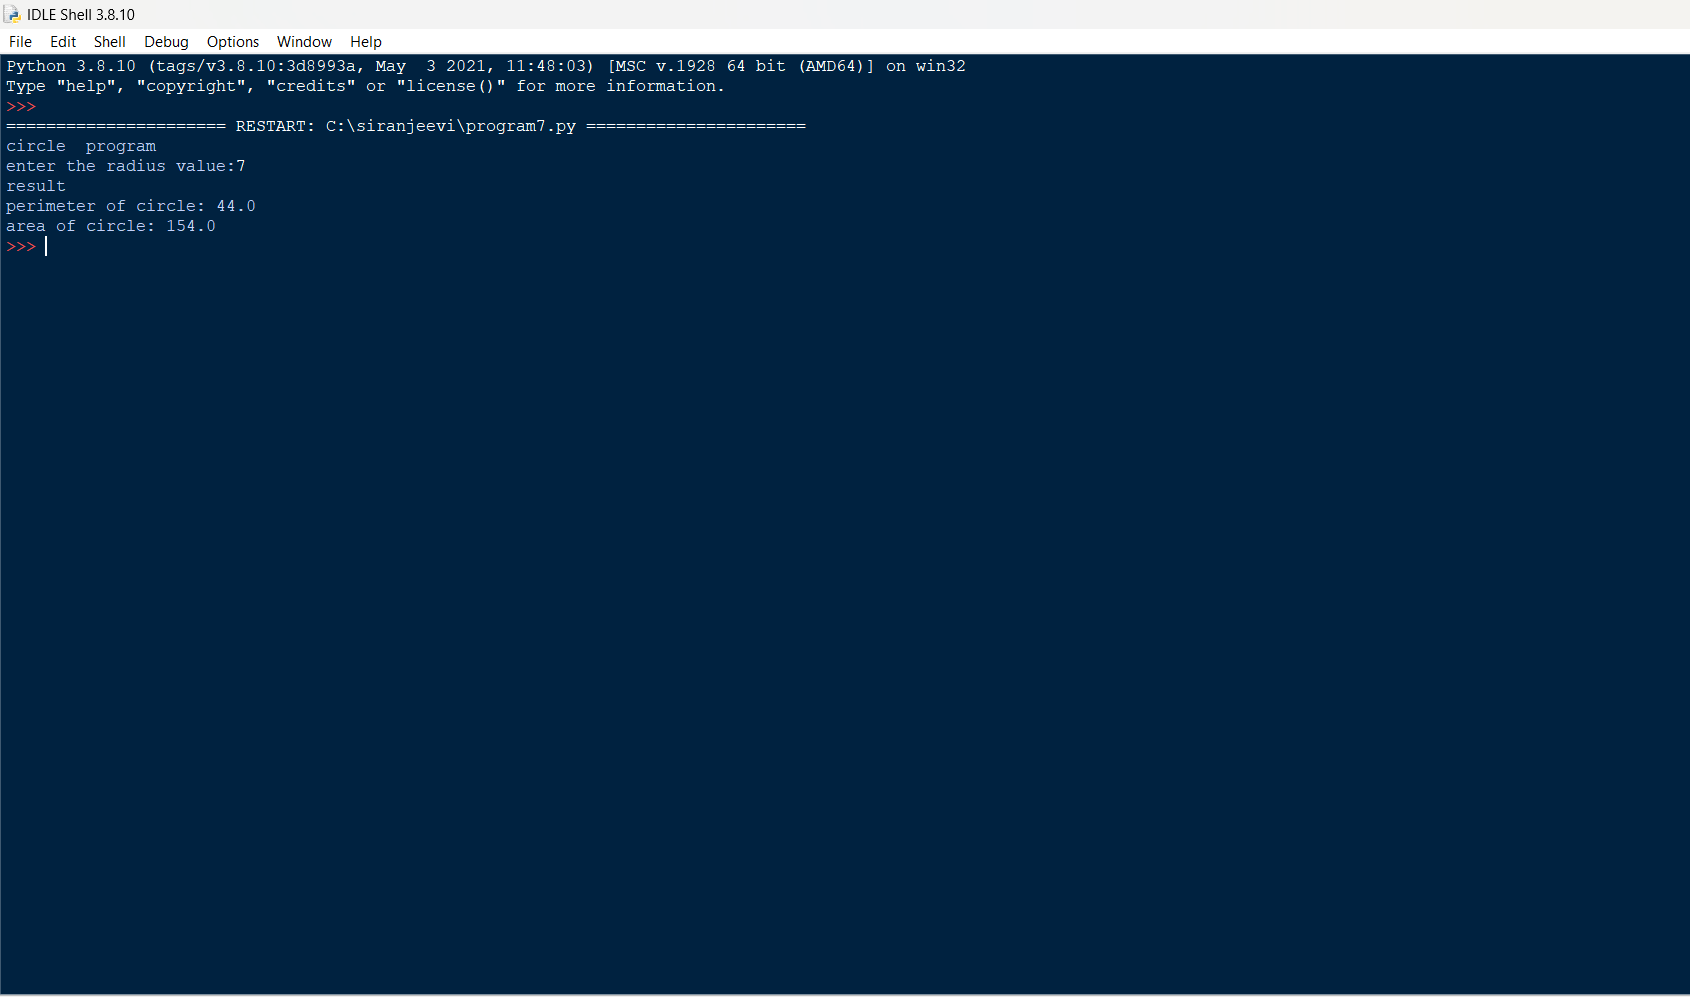 IDLE Shell 3.8.10
File Edit Shell Debug Options Window Help
Python 3.8.10 (tags/v3.8.10:3d8993a, May  3 2021, 11:48:03) [MSC v.1928 64 bit (AMD64)] on win32
Type "help", "copyright", "credits" or "license()" for more information.
>>>
====================== RESTART: C:\siranjeevi\program7.py ======================
circle  program
enter the radius value:7
result
perimeter of circle: 44.0
area of circle: 154.0
>>>